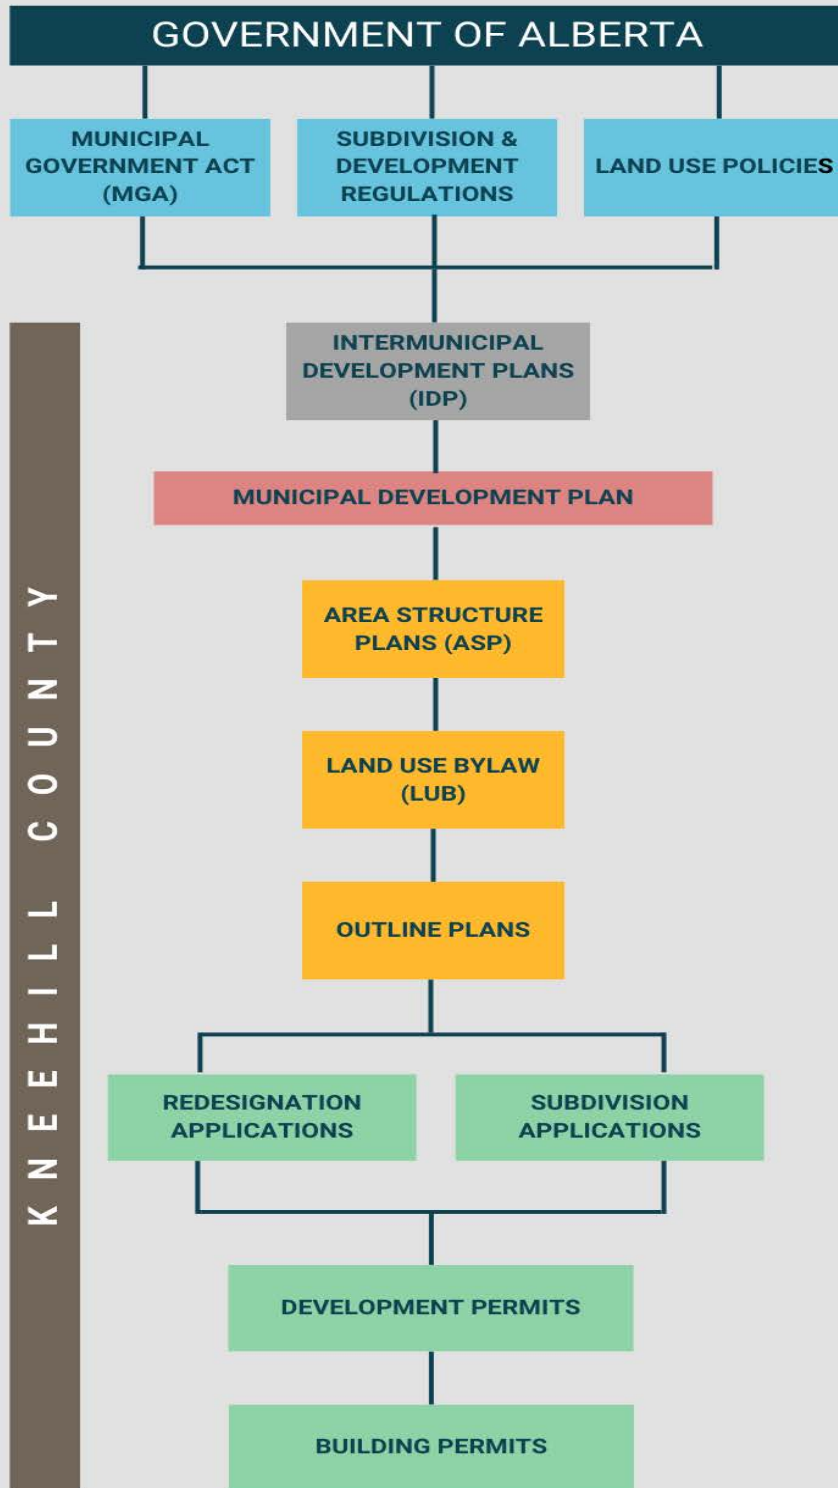 GOVERNMENT OF ALBERTA
MUNICIPAL
GOVERNMENT ACT
(MGA)
SUBDIVISION &
DEVELOPMENT
REGULATIONS
LAND USE POLICIES
KNEEHILL COUNTY
INTERMUNICIPAL
DEVELOPMENT PLANS
(IDP)
MUNICIPAL DEVELOPMENT PLAN
AREA STRUCTURE
PLANS (ASP)
LAND USE BYLAW
(LUB)
OUTLINE PLANS
REDESIGNATION
APPLICATIONS
SUBDIVISION
APPLICATIONS
DEVELOPMENT PERMITS
BUILDING PERMITS